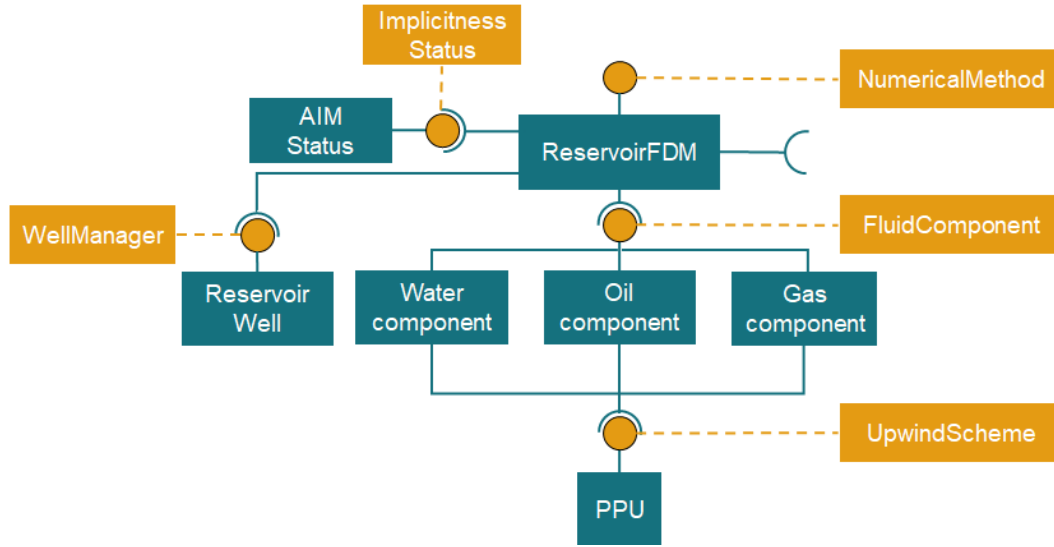 Implicitness
Status
NumericalMethod
AIM
Status
ReservoirFDM
WellManager
FluidComponent
Reservoir
Well
Water
component
Oil
component
Gas
component
UpwindScheme
PPU